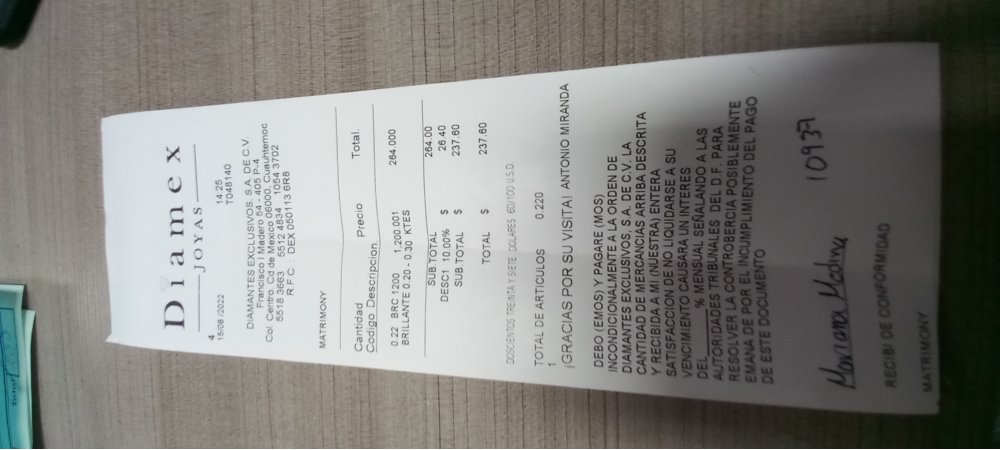 Diamex
JOYAS
4
15/08 /2022 14:25
T048140
DIAMANTES EXCLUSIVOS, S.A. DE C.V.
Francisco I Madero 54 - 405 P-4
Col. Centro, Cd de Mexico 06000, Cuauhtemoc
5518 3663 5512 4834 1054 3702
R.F.C. : DEX 050113 6R8
MATRIMONY
Cantidad Precio Total.
Codigo Descripcion
0.22 BRC 1200 1,200.001 264.000
BRILLANTE 0.20 - 0.30 KTES
SUB.TOTAL 264.00
DESC1 10.00% $ 26.40
SUB.TOTAL $ 237.60
TOTAL $ 237.60
DOSCIENTOS TREINTA Y SIETE DOLARES 60/100 U.S.D.
TOTAL DE ARTICULOS 0.220
1
¡GRACIAS POR SU VISITA! ANTONIO MIRANDA
DEBO (EMOS) Y PAGARE (MOS)
INCONDICIONALMENTE A LA ORDEN DE
DIAMANTES EXCLUSIVOS, S.A. DE C.V. LA
CANTIDAD DE MERCANCIAS ARRIBA DESCRITA
Y RECIBIDA A MI (NUESTRA) ENTERA
SATISFACCION DE NO LIQUIDARSE A SU
VENCIMIENTO CAUSARA UN INTERES
DEL ______ % MENSUAL SEÑALANDO A LAS
AUTORIDADES TRIBUNALES DEL D.F. PARA
RESOLVER LA CONTROBERCIA POSIBLEMENTE
EMANA DE POR EL INCUMPLIMIENTO DEL PAGO
DE ESTE DOCUMENTO
Mariana Medina 10937
RECIBI DE CONFORMIDAD
MATRIMONY